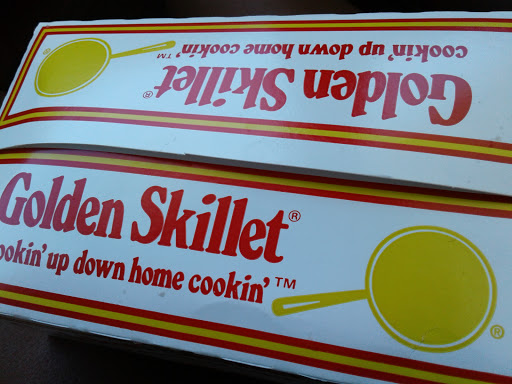 Golden Skillet®
cookin' up down home cookin'™
Golden Skillet®
ookin' up down home cookin'™
®